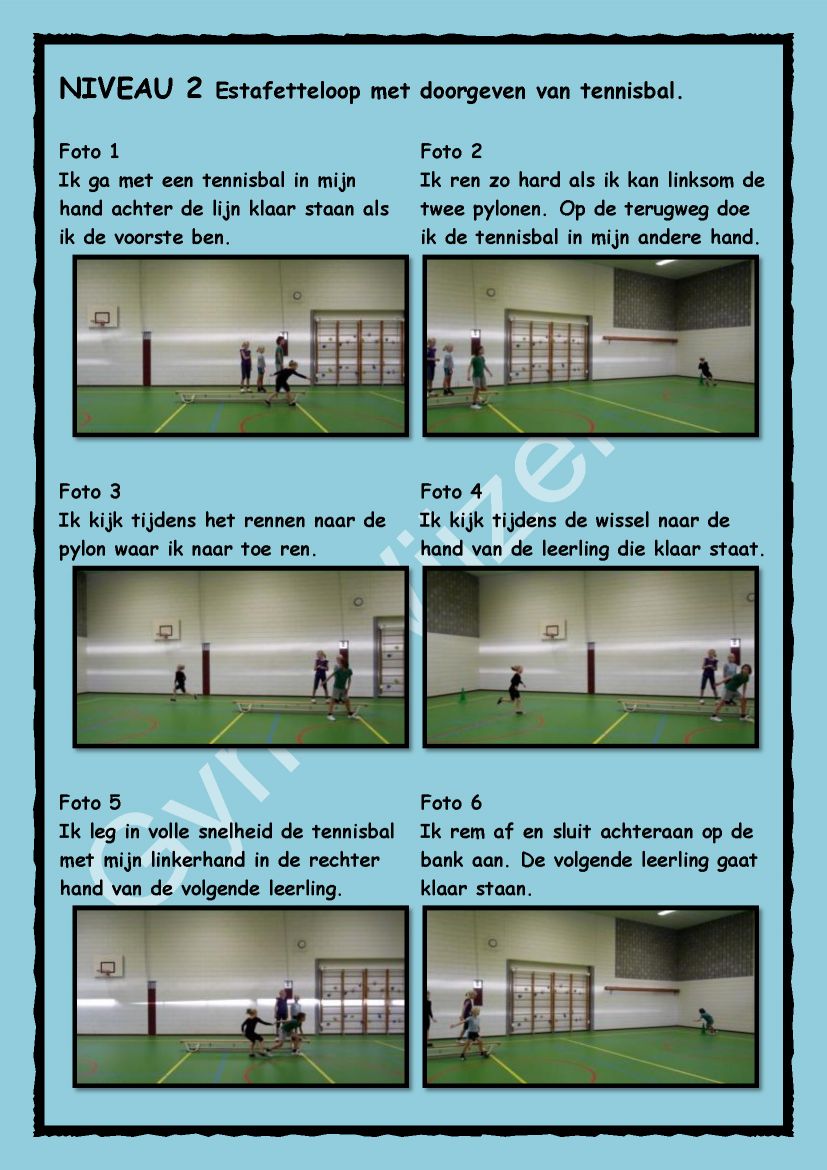 NIVEAU 2 Estafetteloop met doorgeven van tennisbal.
Foto 1
Ik ga met een tennisbal in mijn
hand achter de lijn klaar staan als
ik de voorste ben.
Foto 2
Ik ren zo hard als ik kan linksom de
twee pylonen. Op de terugweg doe
ik de tennisbal in mijn andere hand.
Foto 3
Ik kijk tijdens het rennen naar de
pylon waar ik naar toe ren.
Foto 4
Ik kijk tijdens de wissel naar de
hand van de leerling die klaar staat.
Foto 5
Ik leg in volle snelheid de tennisbal
met mijn linkerhand in de rechter
hand van de volgende leerling.
Foto 6
Ik rem af en sluit achteraan op de
bank aan. De volgende leerling gaat
klaar staan.